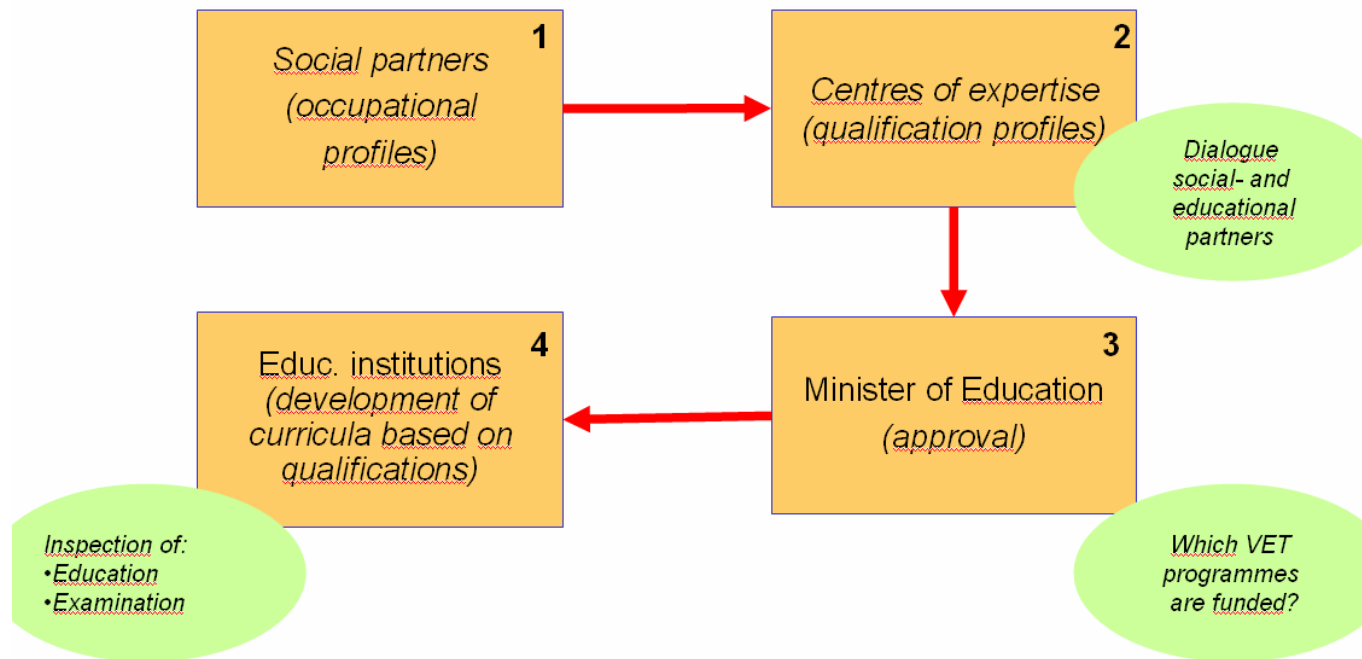 1
Social partners
(occupational
profiles)
2
Centres of expertise
(qualification profiles)
Dialogue
social- and
educational
partners
3
Minister of Education
(approval)
Which VET
programmes
are funded?
4
Educ. institutions
(development of
curricula based on
qualifications)
Inspection of:
•Education
•Examination